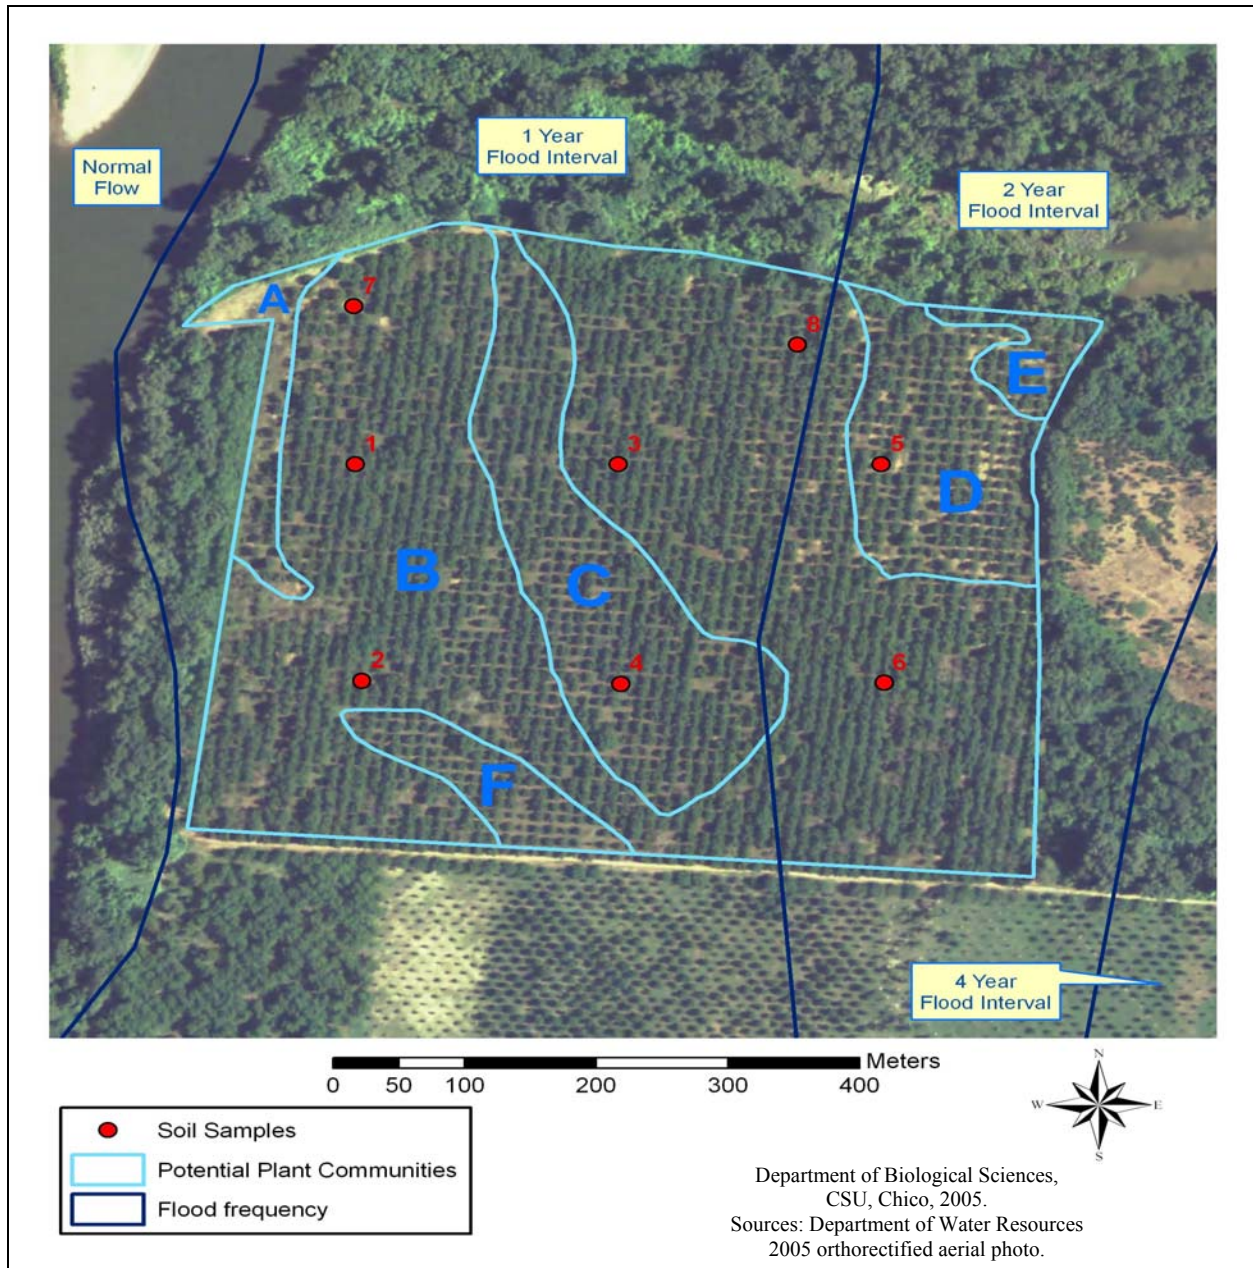 1 Year
Flood Interval
Normal
Flow
2 Year
Flood Interval
A
7
8
E
1
3
5
D
B
C
2
4
6
F
4 Year
Flood Interval
Meters
0 50 100 200 300 400
N
W E
S
Soil Samples
Potential Plant Communities
Flood frequency
Department of Biological Sciences,
CSU, Chico, 2005.
Sources: Department of Water Resources
2005 orthorectified aerial photo.